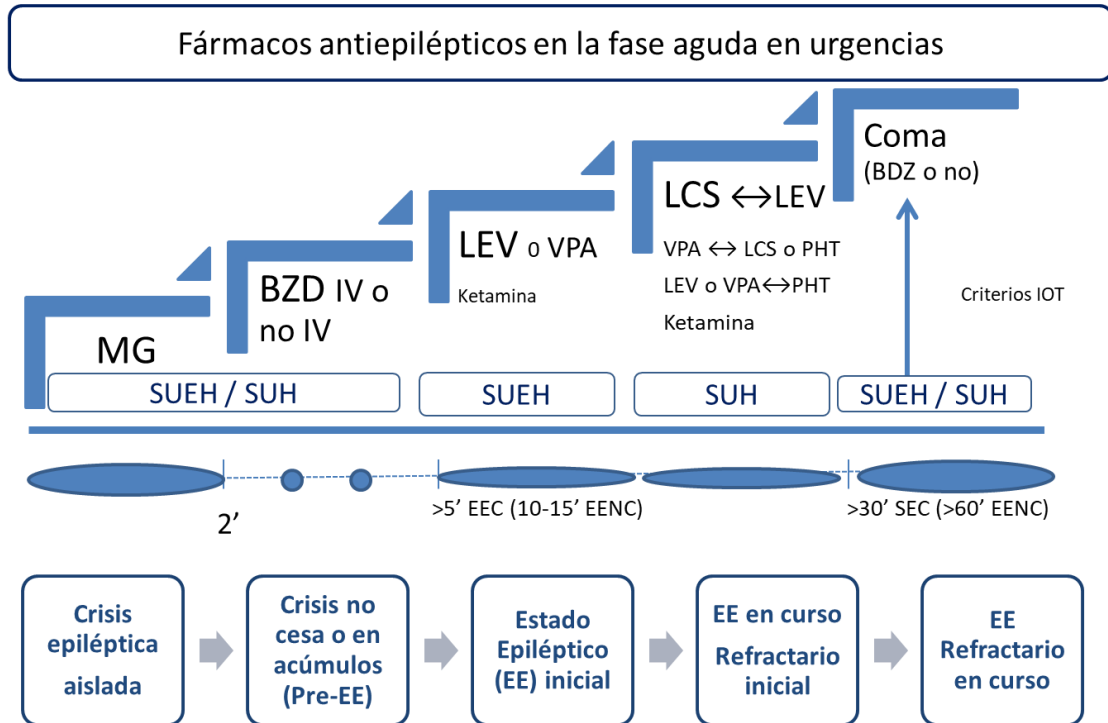 Fármacos antiepilépticos en la fase aguda en urgencias
MG
BZD IV o
no IV
LEV o VPA
Ketamina
LCS ↔LEV
VPA ↔ LCS o PHT
LEV o VPA↔PHT
Ketamina
Coma
(BDZ o no)
Criterios IOT
SUEH / SUH
SUEH
SUH
SUEH / SUH
2’
>5’ EEC (10-15’ EENC)
>30’ SEC (>60’ EENC)
Crisis
epiléptica
aislada
Crisis no
cesa o en
acúmulos
(Pre-EE)
Estado
Epiléptico
(EE) inicial
EE en curso
Refractario
inicial
EE
Refractario
en curso